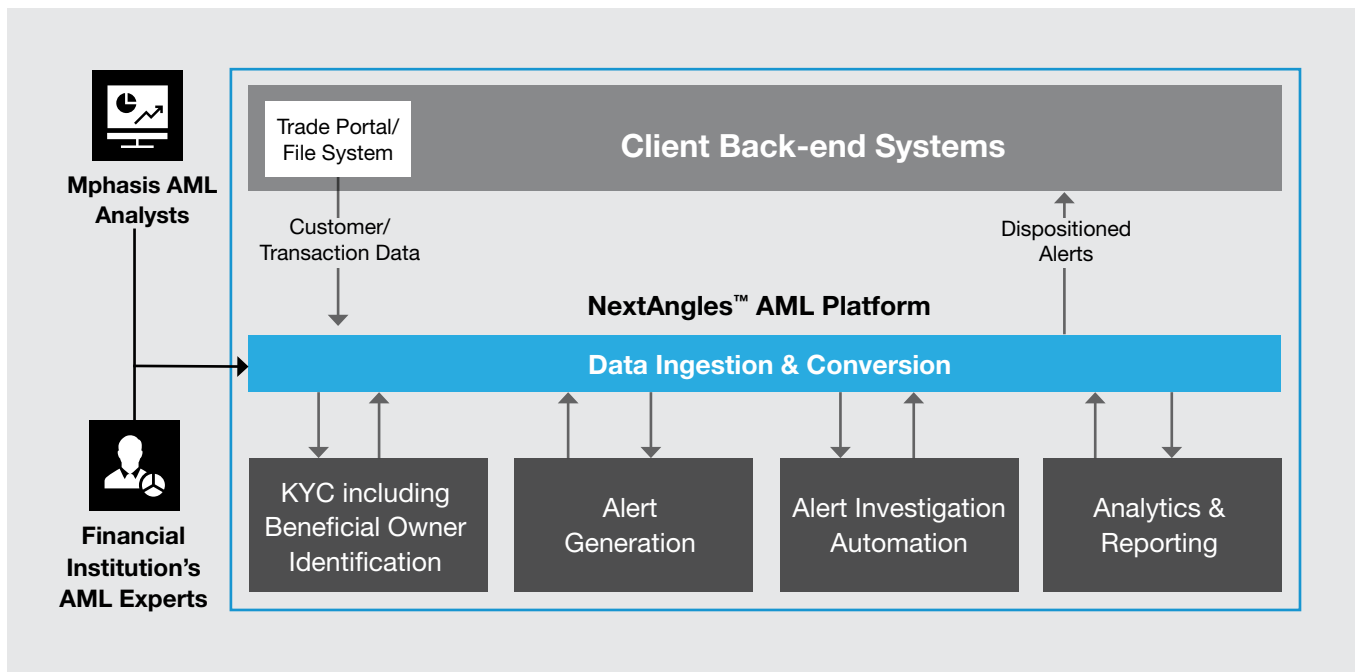 Mphasis AML
Analysts
Trade Portal/
File System
Client Back-end Systems
Customer/
Transaction Data
Dispositioned
Alerts
NextAngles™ AML Platform
Data Ingestion & Conversion
Financial
Institution’s
AML Experts
KYC including
Beneficial Owner
Identification
Alert
Generation
Alert Investigation
Automation
Analytics &
Reporting